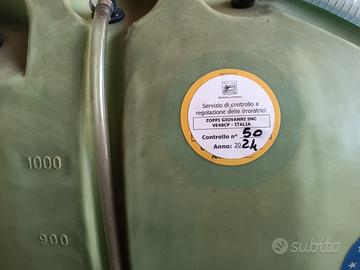 Servizio di controllo e
regolazione delle irroratrici
ZOPPI GIOVANNI SNC
VE48CP - ITALIA
Controllo n° 50
Anno: 2024
1000
900
subito